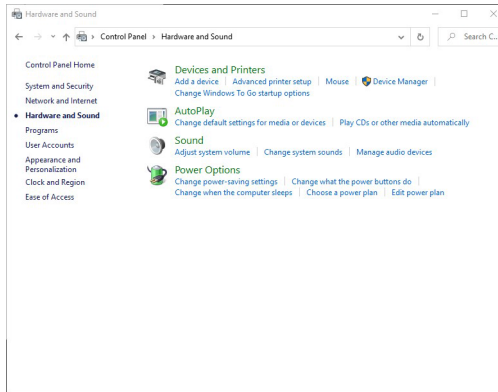 Hardware and Sound
Control Panel > Hardware and Sound
Search C...
Control Panel Home
System and Security
Network and Internet
Hardware and Sound
Programs
User Accounts
Appearance and
Personalization
Clock and Region
Ease of Access
Devices and Printers
Add a device | Advanced printer setup | Mouse | Device Manager |
Change Windows To Go startup options
AutoPlay
Change default settings for media or devices | Play CDs or other media automatically
Sound
Adjust system volume | Change system sounds | Manage audio devices
Power Options
Change power-saving settings | Change what the power buttons do |
Change when the computer sleeps | Choose a power plan | Edit power plan